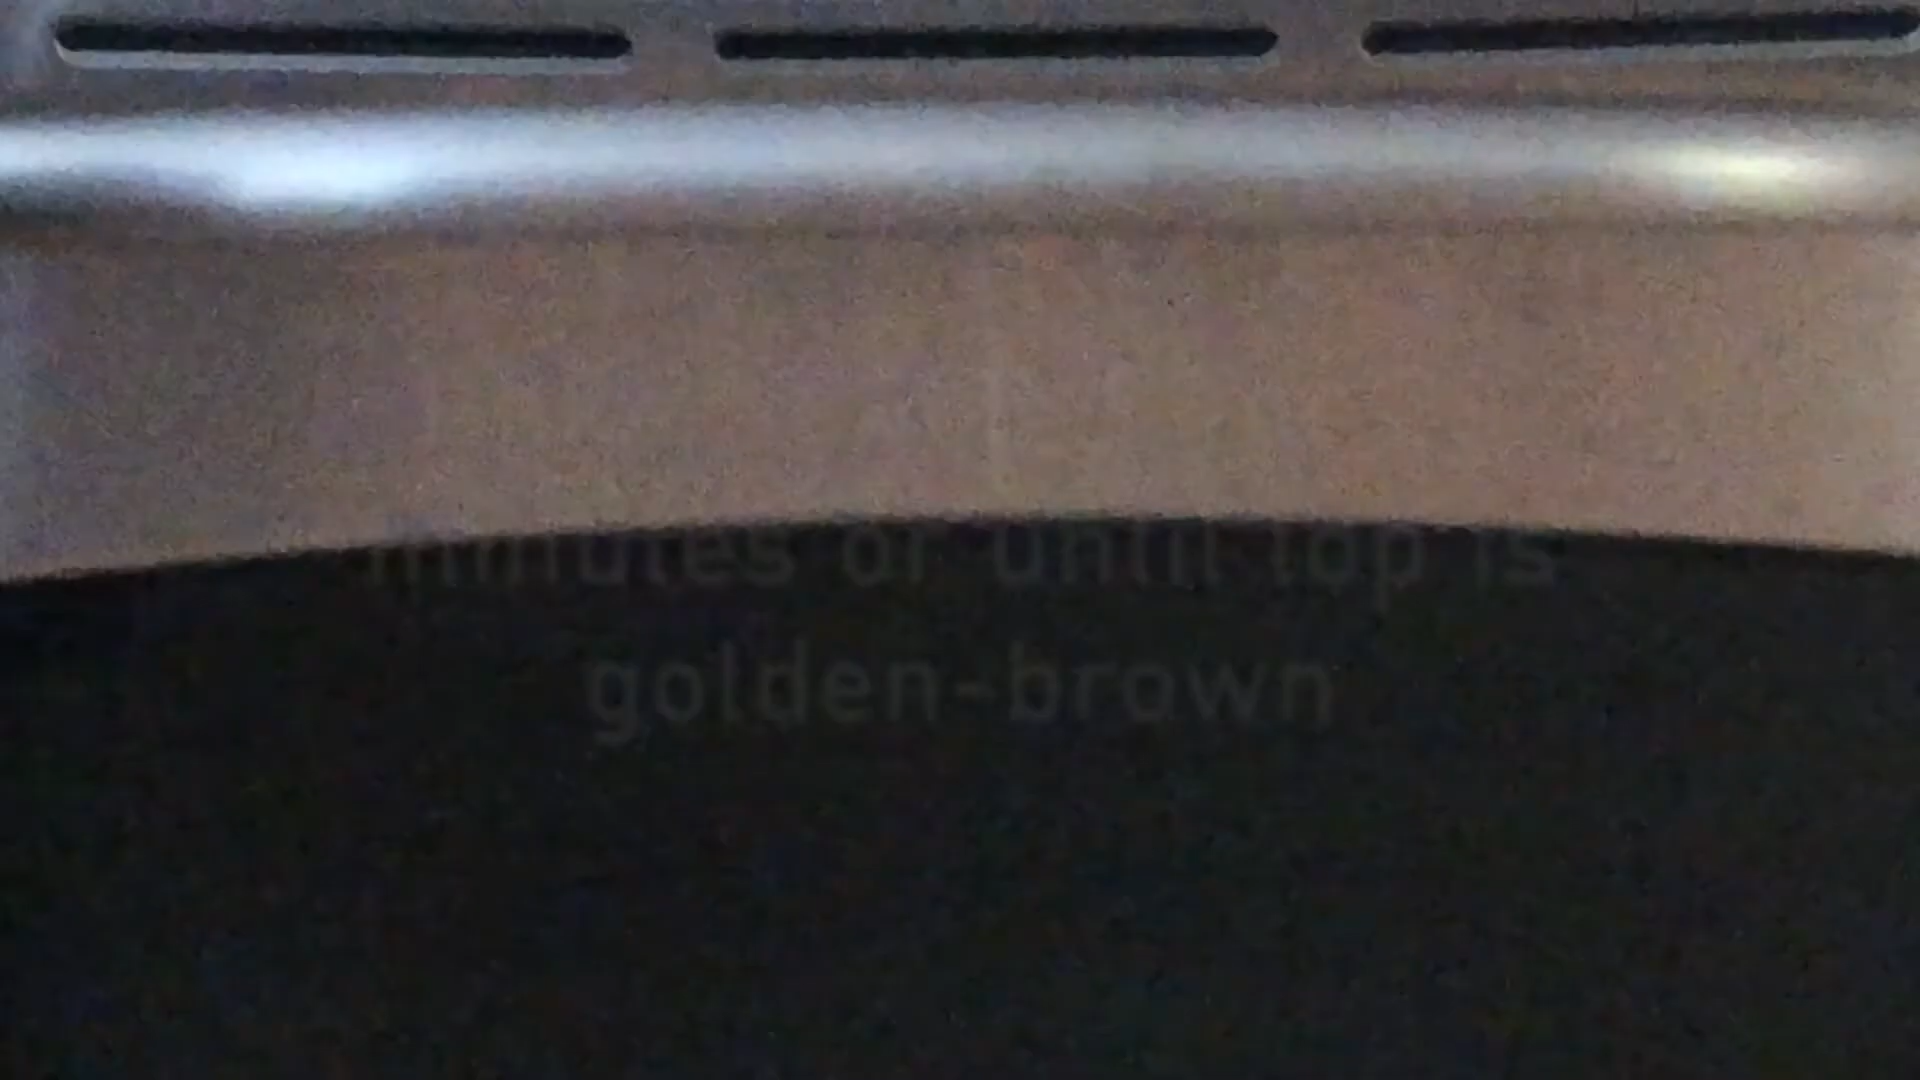 minutes or until top is
golden-brown